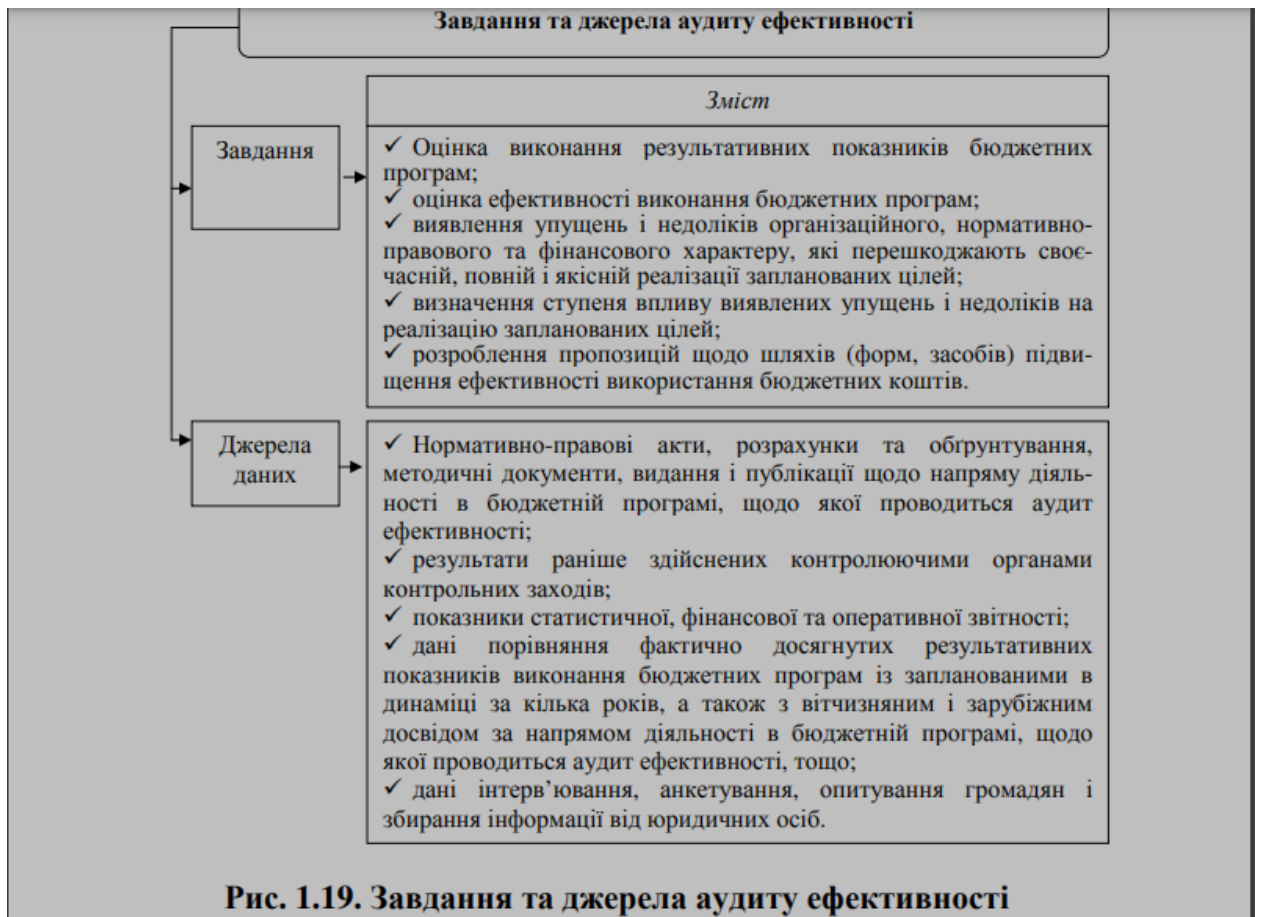 Завдання та джерела аудиту ефективності
Зміст
Завдання
✓ Оцінка виконання результативних показників бюджетних
програм;
✓ оцінка ефективності виконання бюджетних програм;
✓ виявлення упущень і недоліків організаційного, нормативно-
правового та фінансового характеру, які перешкоджають своє-
часній, повній і якісній реалізації запланованих цілей;
✓ визначення ступеня впливу виявлених упущень і недоліків на
реалізацію запланованих цілей;
✓ розроблення пропозицій щодо шляхів (форм, засобів) підви-
щення ефективності використання бюджетних коштів.
Джерела
даних
✓ Нормативно-правові акти, розрахунки та обґрунтування,
методичні документи, видання і публікації щодо напряму діяль-
ності в бюджетній програмі, щодо якої проводиться аудит
ефективності;
✓ результати раніше здійснених контролюючими органами
контрольних заходів;
✓ показники статистичної, фінансової та оперативної звітності;
✓ дані порівняння фактично досягнутих результативних
показників виконання бюджетних програм із запланованими в
динаміці за кілька років, а також з вітчизняним і зарубіжним
досвідом за напрямом діяльності в бюджетній програмі, щодо
якої проводиться аудит ефективності, тощо;
✓ дані інтерв’ювання, анкетування, опитування громадян і
збирання інформації від юридичних осіб.
Рис. 1.19. Завдання та джерела аудиту ефективності